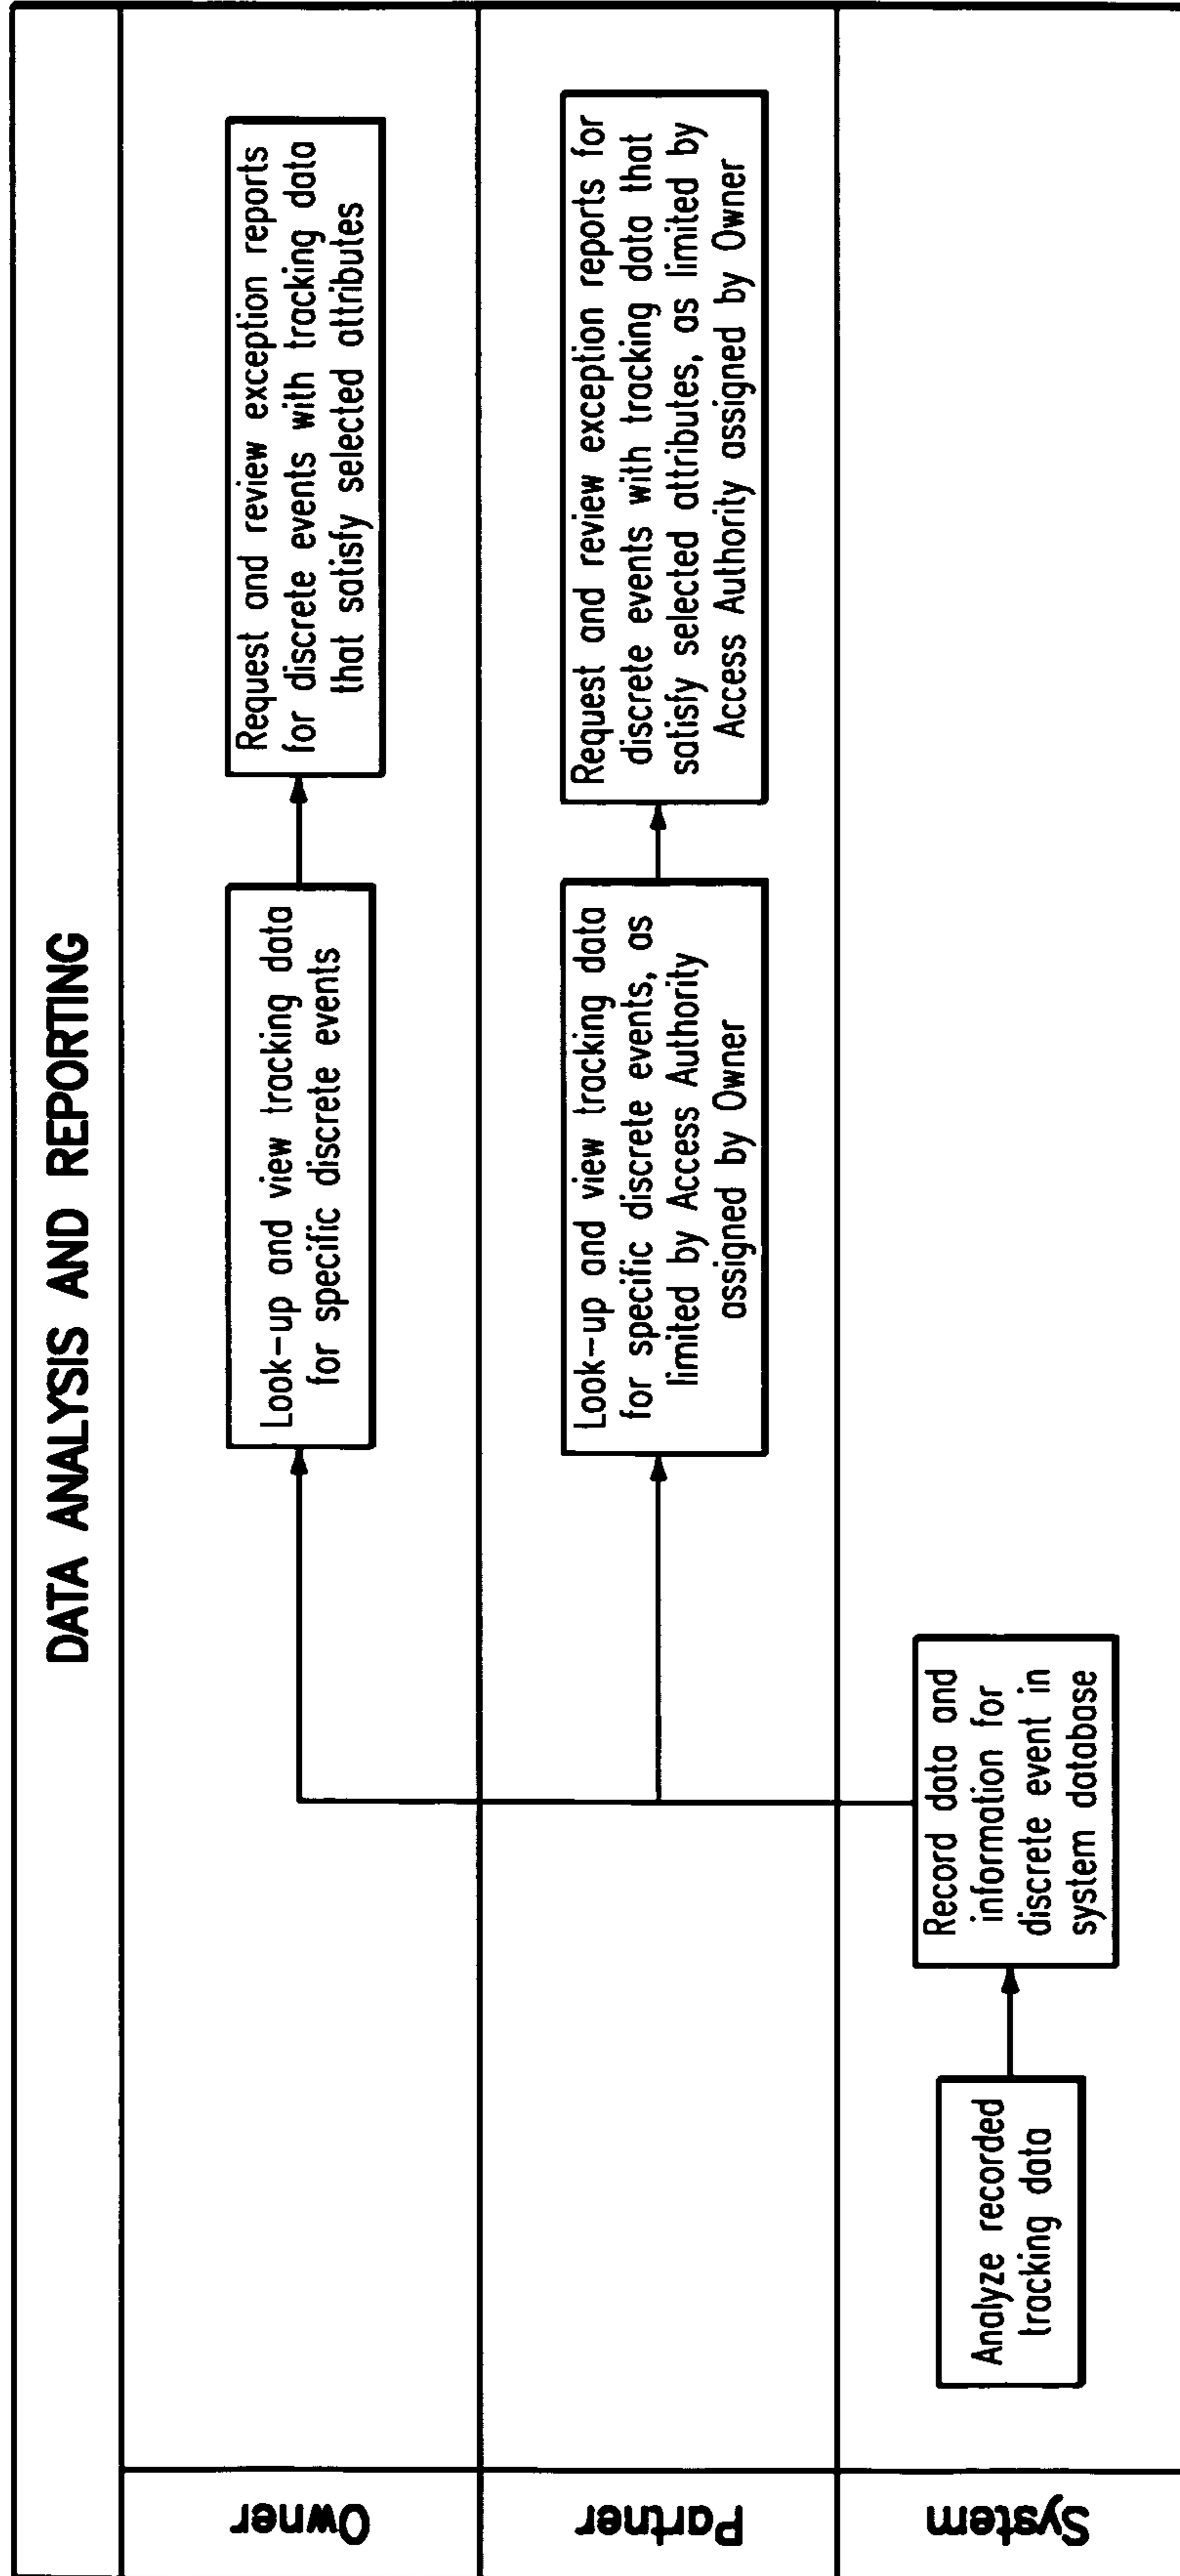 DATA ANALYSIS AND REPORTING
Owner
Look-up and view tracking data
for specific discrete events
Request and review exception reports
for discrete events with tracking data
that satisfy selected attributes
Partner
Look-up and view tracking data
for specific discrete events, as
limited by Access Authority
assigned by Owner
Request and review exception reports for
discrete events with tracking data that
satisfy selected attributes, as limited by
Access Authority assigned by Owner
System
Analyze recorded
tracking data
Record data and
information for
discrete event in
system database